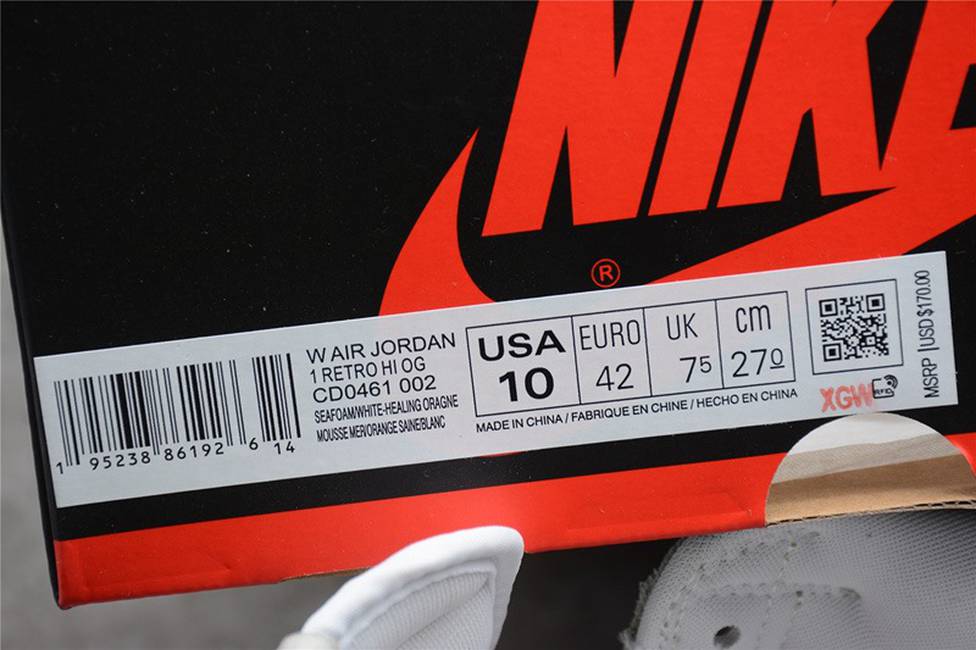 NIKE
®
W AIR JORDAN
1 RETRO HI OG
CD0461 002
SEAFOAM/WHITE-HEALING ORAGNE
MOUSSE MER/ORANGE SAINE/BLANC
1 95238 86192 6 14
USA
10
EURO
42
UK
75
cm
270
MADE IN CHINA / FABRIQUE EN CHINE / HECHO EN CHINA
XGW
RFID
MSRP | USD $170.00